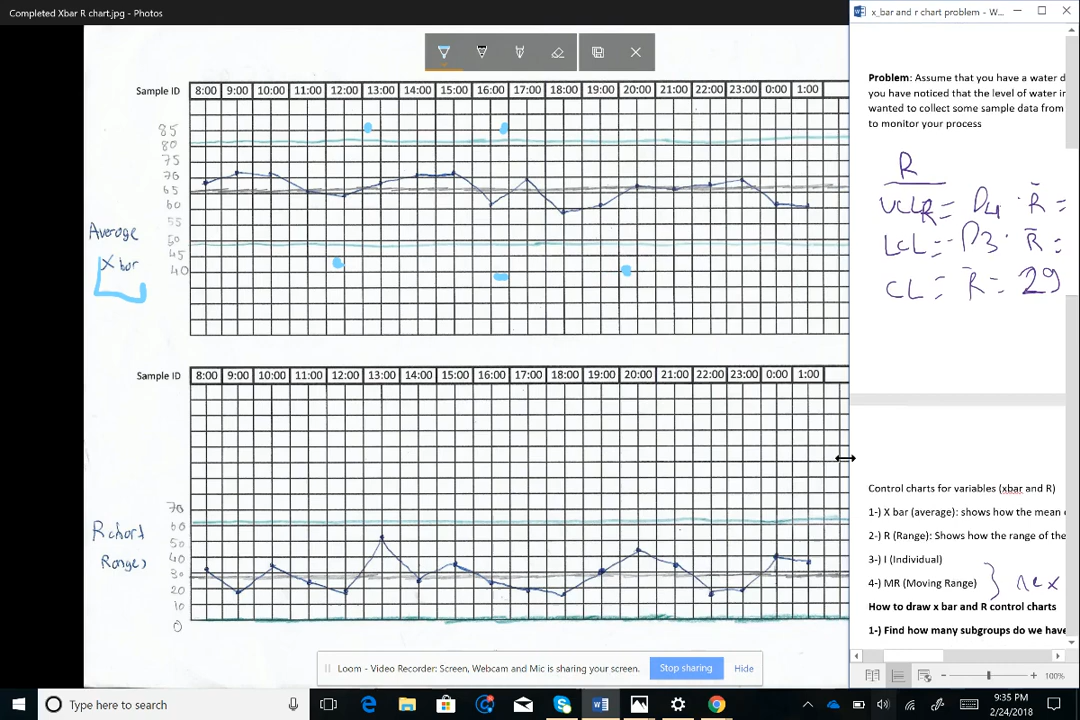 Completed Xbar R chart.jpg - Photos
x_bar and r chart problem - W...
Sample ID 8:00 9:00 10:00 11:00 12:00 13:00 14:00 15:00 16:00 17:00 18:00 19:00 20:00 21:00 22:00 23:00 0:00 1:00
85
80
75
70
65
60
55
50
45
40
Average
X bar
Sample ID 8:00 9:00 10:00 11:00 12:00 13:00 14:00 15:00 16:00 17:00 18:00 19:00 20:00 21:00 22:00 23:00 0:00 1:00
70
60
50
40
30
20
10
0
R chart
Ranges
Problem: Assume that you have a water d
you have noticed that the level of water in
wanted to collect some sample data from
to monitor your process
R
UCLR = D4 · R̄ =
LCL = D3 · R̄ =
CL = R̄ = 29
Control charts for variables (xbar and R)
1-) X bar (average): shows how the mean
2-) R (Range): Shows how the range of the
3-) I (Individual)
4-) MR (Moving Range) } nex
How to draw x bar and R control charts
1-) Find how many subgroups do we have
100%
Loom - Video Recorder: Screen, Webcam and Mic is sharing your screen.
Stop sharing
Hide
Type here to search
9:35 PM
2/24/2018